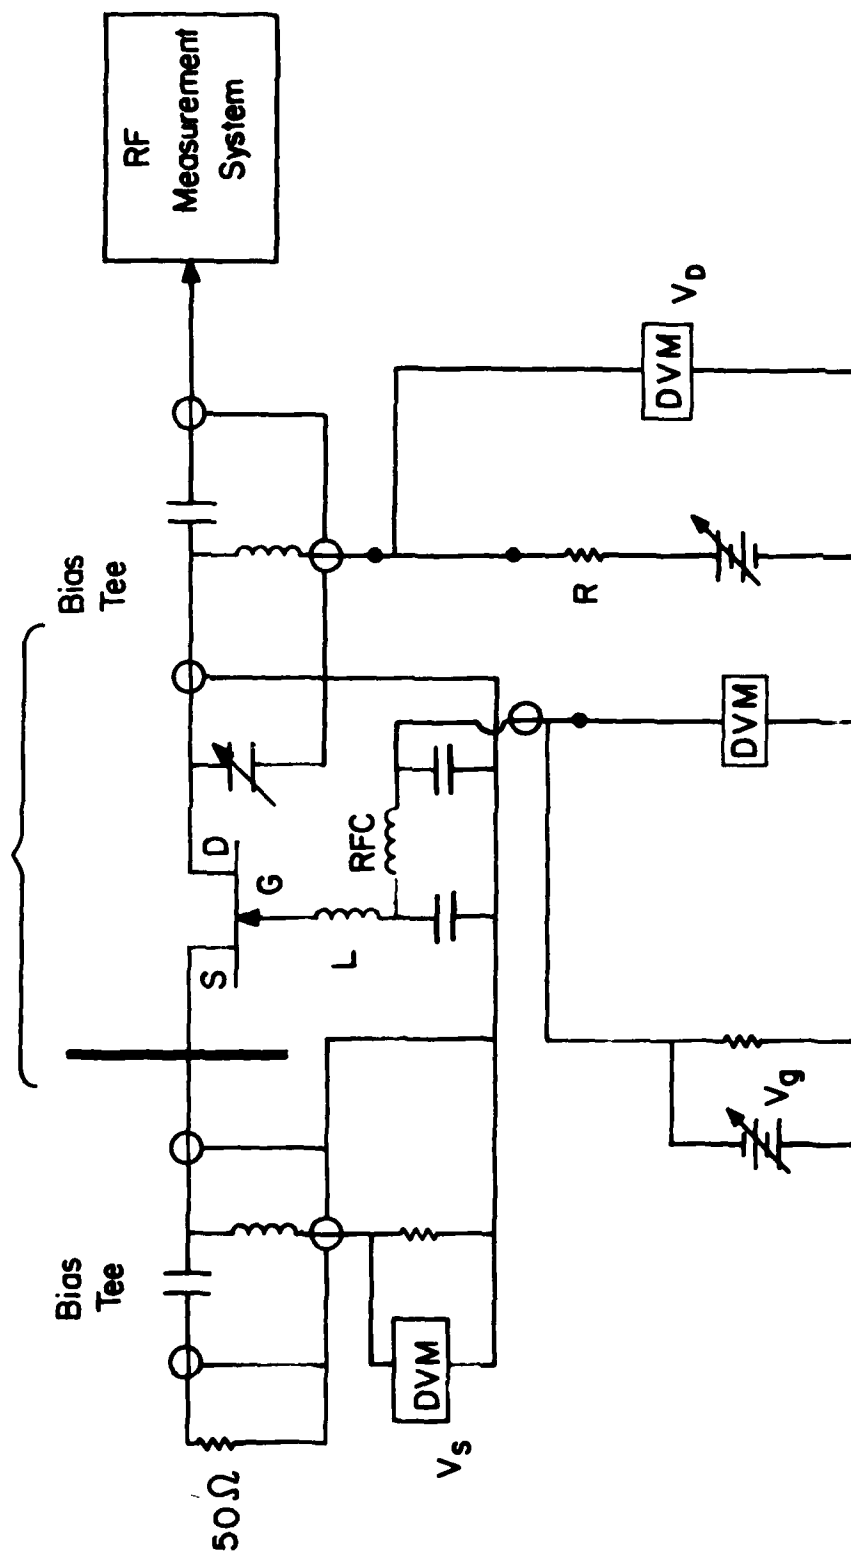 Bias
Tee
Bias
Tee
RF
Measurement
System
50Ω
S
D
G
L
RFC
DVM
V_S
R
DVM
V_D
V_g
DVM